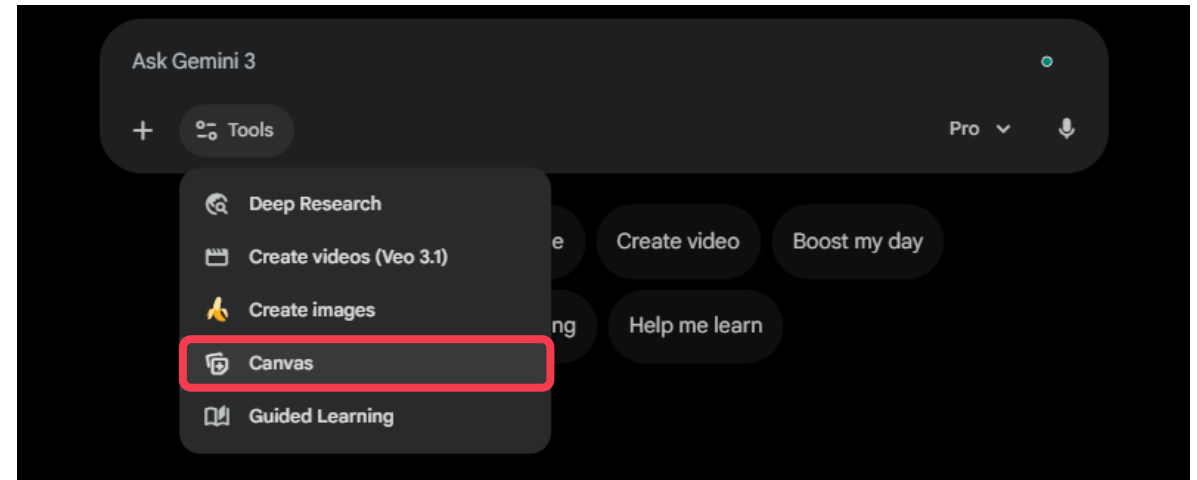 Ask Gemini 3
Tools
Pro
Deep Research
Create videos (Veo 3.1)
Create images
Canvas
Guided Learning
e
Create video
Boost my day
ng
Help me learn